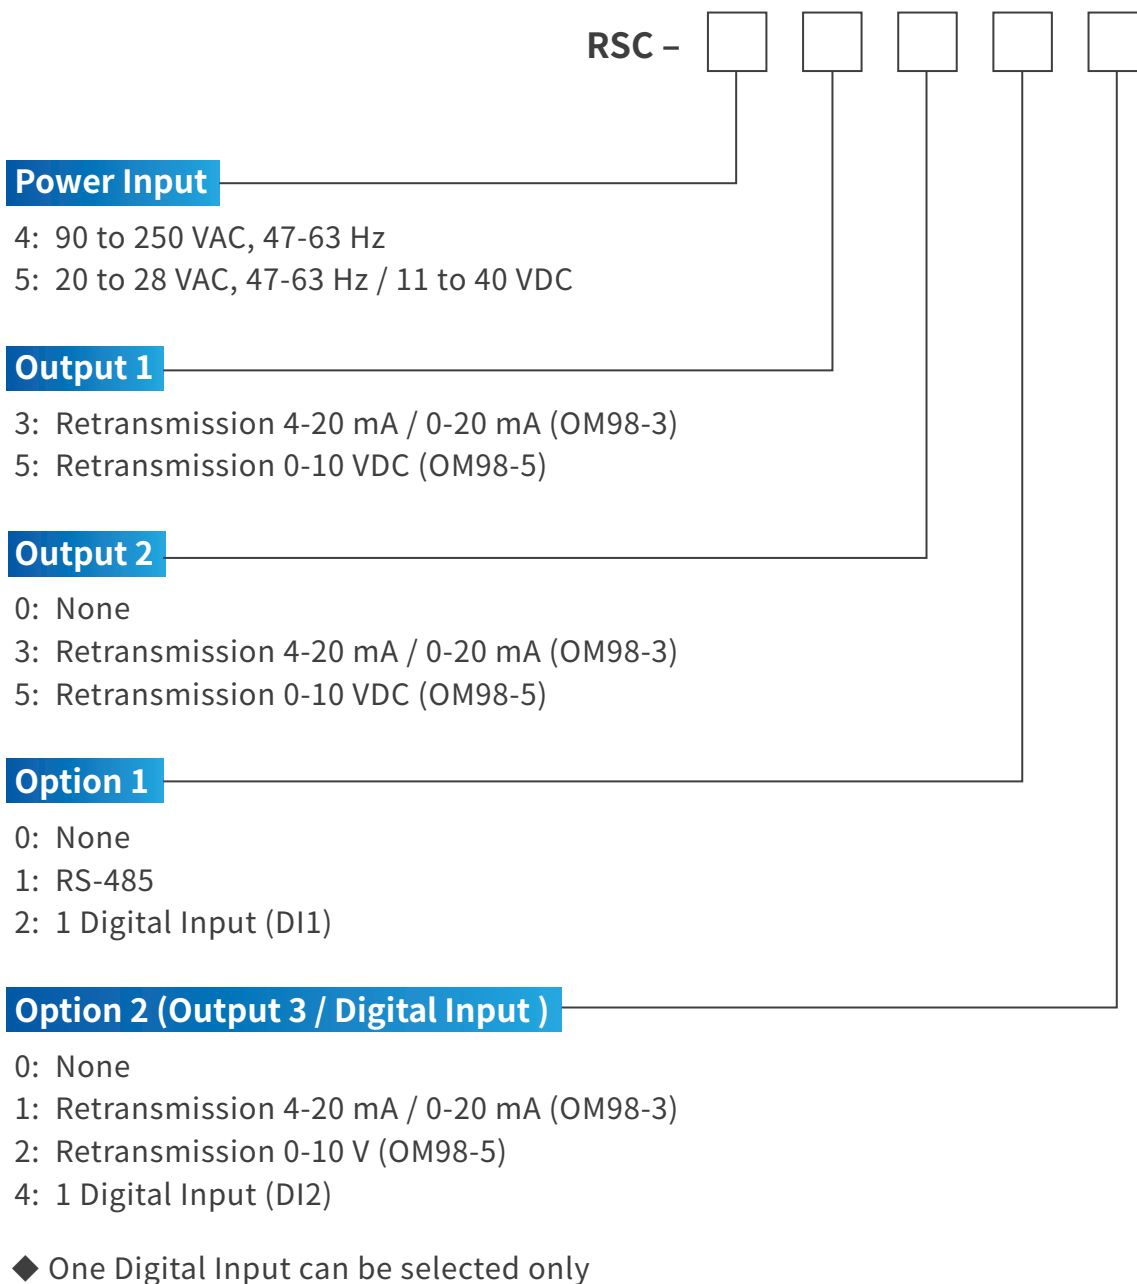 RSC –
Power Input
4: 90 to 250 VAC, 47-63 Hz
5: 20 to 28 VAC, 47-63 Hz / 11 to 40 VDC
Output 1
3: Retransmission 4-20 mA / 0-20 mA (OM98-3)
5: Retransmission 0-10 VDC (OM98-5)
Output 2
0: None
3: Retransmission 4-20 mA / 0-20 mA (OM98-3)
5: Retransmission 0-10 VDC (OM98-5)
Option 1
0: None
1: RS-485
2: 1 Digital Input (DI1)
Option 2 (Output 3 / Digital Input )
0: None
1: Retransmission 4-20 mA / 0-20 mA (OM98-3)
2: Retransmission 0-10 V (OM98-5)
4: 1 Digital Input (DI2)
◆ One Digital Input can be selected only